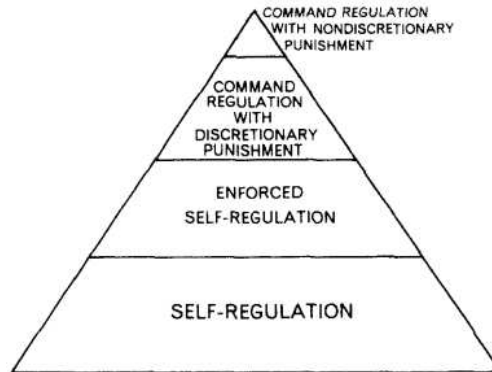 COMMAND REGULATION
WITH NONDISCRETIONARY
PUNISHMENT
COMMAND
REGULATION
WITH
DISCRETIONARY
PUNISHMENT
ENFORCED
SELF-REGULATION
SELF-REGULATION